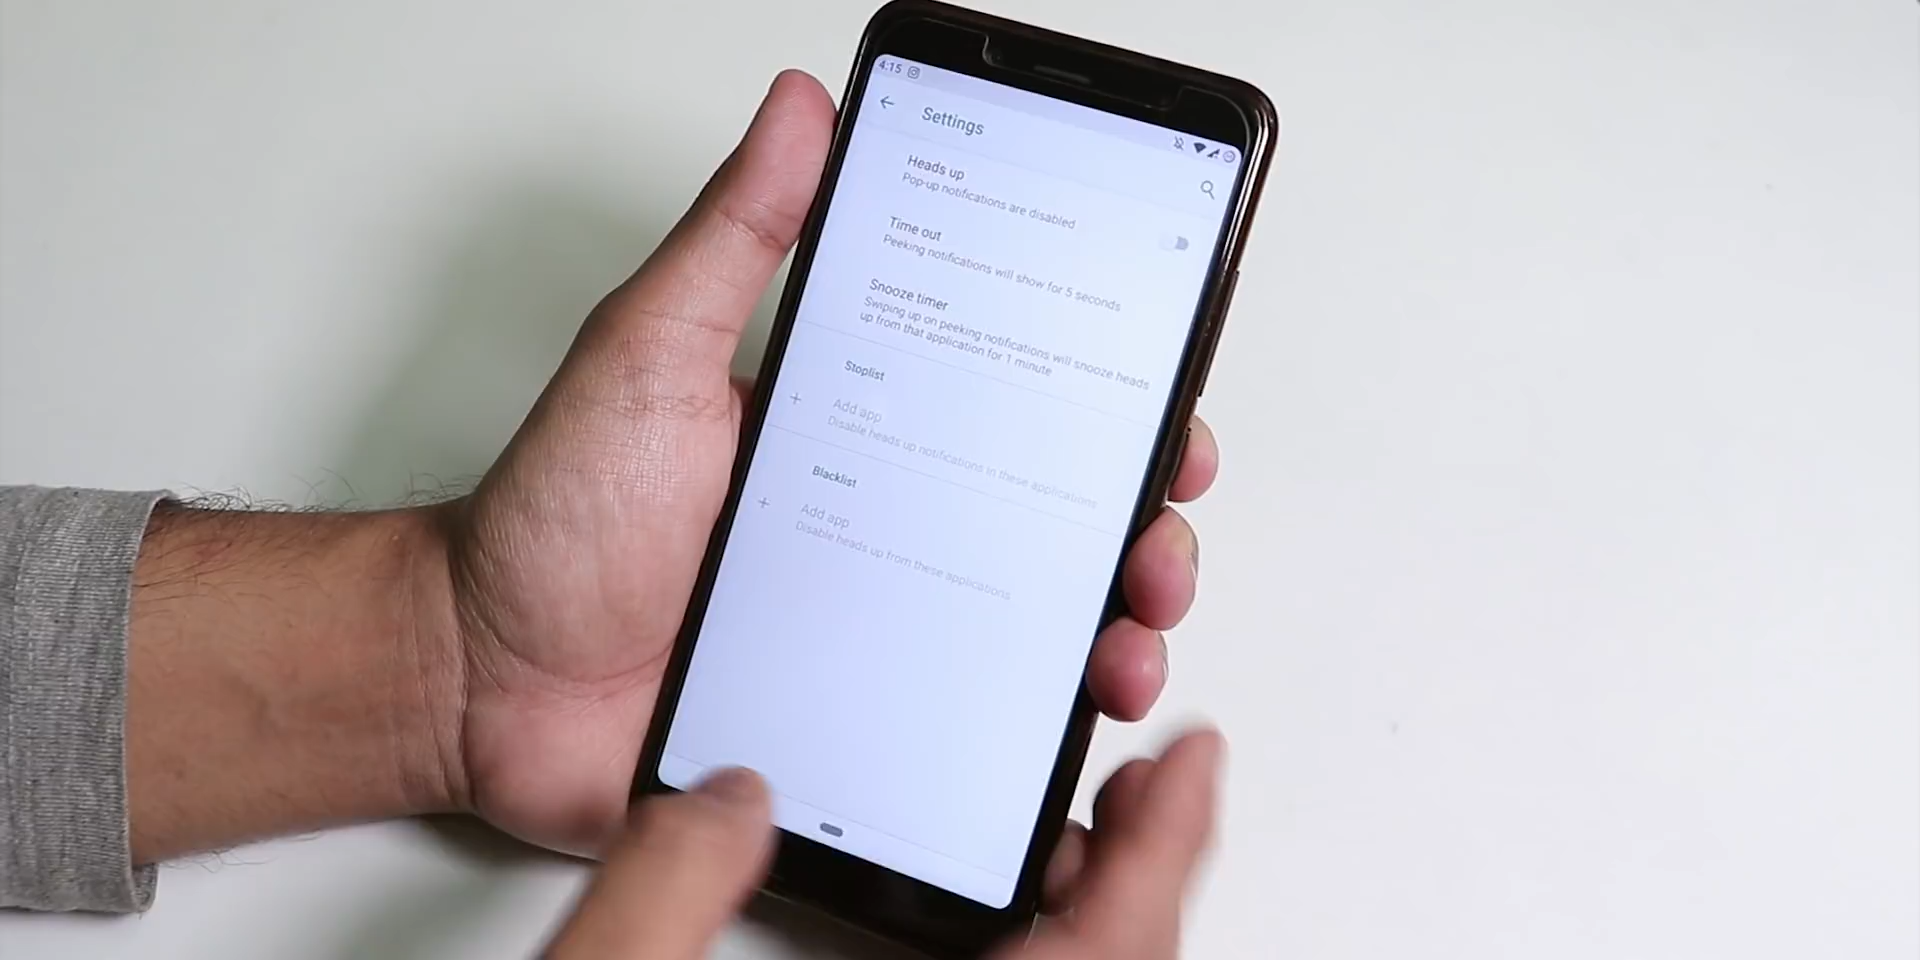 4:15
Settings
Heads up
Pop-up notifications are disabled
Time out
Peeking notifications will show for 5 seconds
Snooze timer
Swiping up on peeking notifications will snooze heads
up from that application for 1 minute
Stoplist
Add app
Disable heads up notifications in these applications
Blacklist
Add app
Disable heads up from these applications